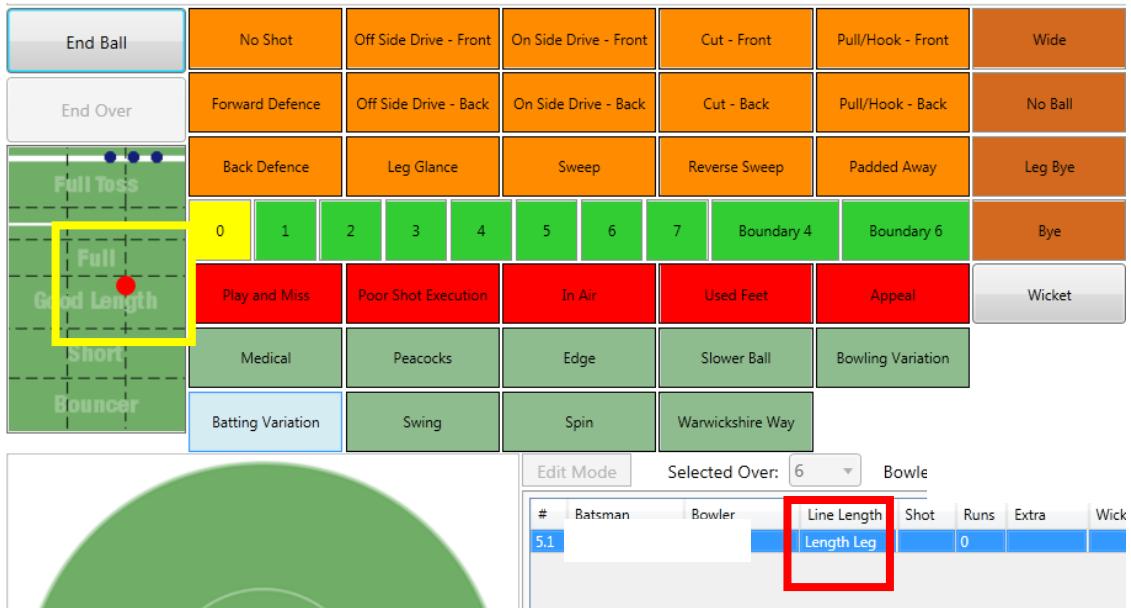 End Ball
No Shot
Off Side Drive - Front
On Side Drive - Front
Cut - Front
Pull/Hook - Front
Wide
End Over
Forward Defence
Off Side Drive - Back
On Side Drive - Back
Cut - Back
Pull/Hook - Back
No Ball
Full Toss
Back Defence
Leg Glance
Sweep
Reverse Sweep
Padded Away
Leg Bye
Full
0 1 2 3 4 5 6 7 Boundary 4 Boundary 6
Bye
Good Length
Play and Miss
Poor Shot Execution
In Air
Used Feet
Appeal
Wicket
Short
Medical
Peacocks
Edge
Slower Ball
Bowling Variation
Bouncer
Batting Variation
Swing
Spin
Warwickshire Way
Edit Mode Selected Over: 6 Bowle
# Batsman Bowler Line Length Shot Runs Extra Wick
5.1 Length Leg 0